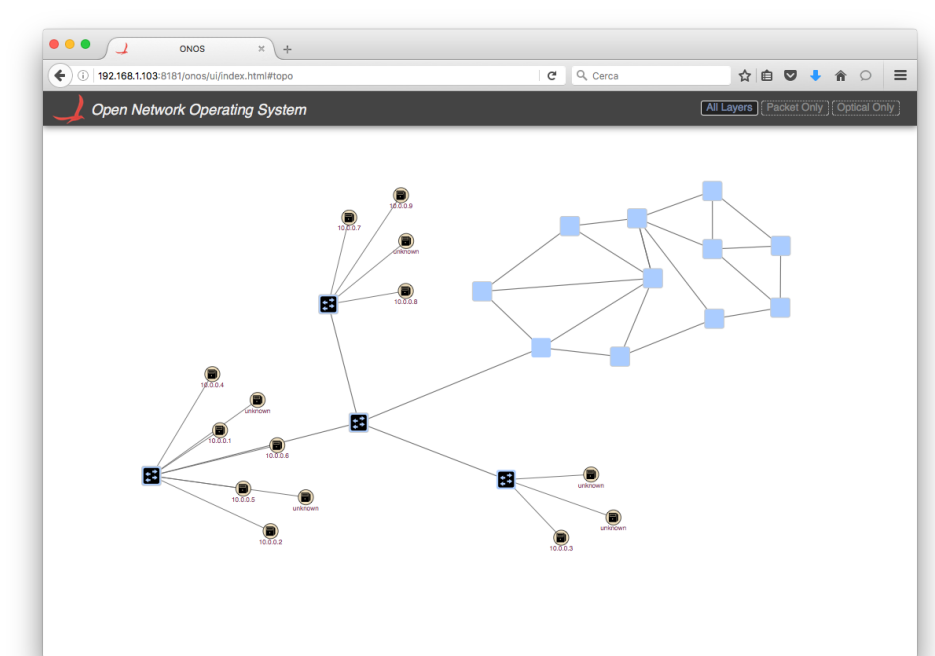 ONOS
192.168.1.103:8181/onos/ui/index.html#topo
Cerca
Open Network Operating System
All Layers
Packet Only
Optical Only
10.0.0.9
10.0.0.7
unknown
10.0.0.8
10.0.0.4
unknown
10.0.0.1
10.0.0.6
10.0.0.5
unknown
10.0.0.2
unknown
unknown
10.0.0.3